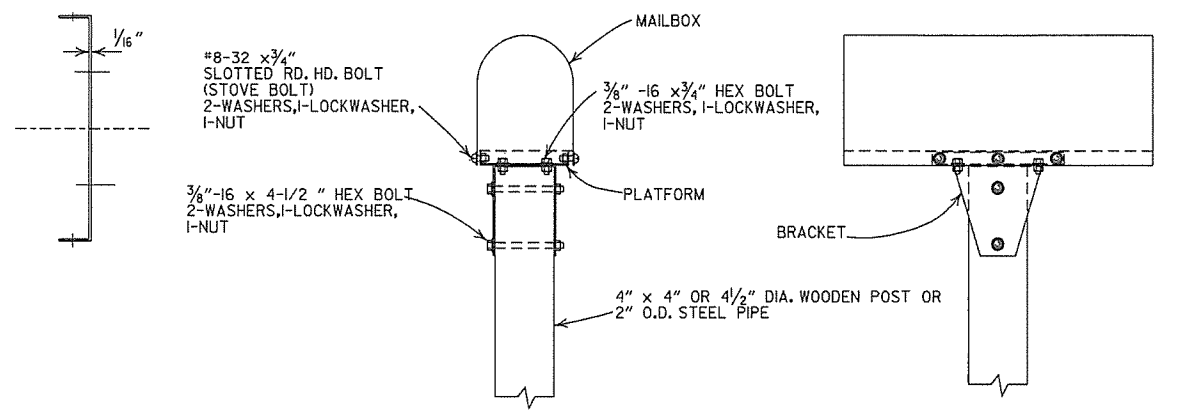 1/16"
#8-32 x3/4"
SLOTTED RD. HD. BOLT
(STOVE BOLT)
2-WASHERS,1-LOCKWASHER,
1-NUT
3/8"-16 x 4-1/2 " HEX BOLT
2-WASHERS,1-LOCKWASHER,
1-NUT
MAILBOX
3/8" -16 x3/4" HEX BOLT
2-WASHERS, 1-LOCKWASHER,
1-NUT
PLATFORM
4" x 4" OR 4 1/2" DIA. WOODEN POST OR
2" O.D. STEEL PIPE
BRACKET